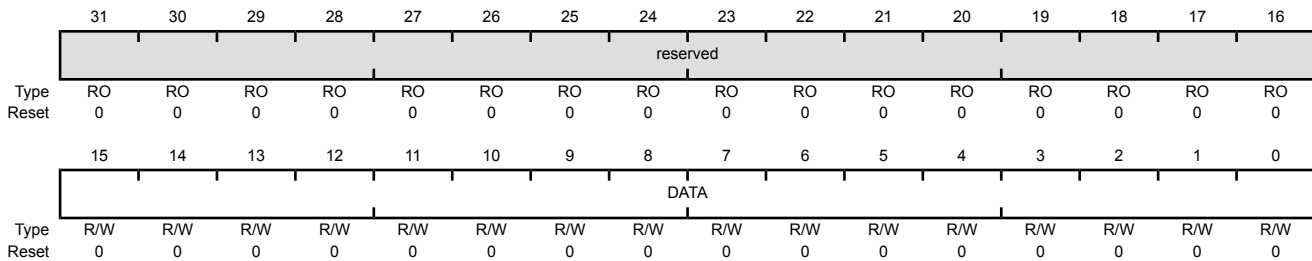 31 30 29 28 27 26 25 24 23 22 21 20 19 18 17 16
reserved
Type RO RO RO RO RO RO RO RO RO RO RO RO RO RO RO RO
Reset 0 0 0 0 0 0 0 0 0 0 0 0 0 0 0 0
15 14 13 12 11 10 9 8 7 6 5 4 3 2 1 0
DATA
Type R/W R/W R/W R/W R/W R/W R/W R/W R/W R/W R/W R/W R/W R/W R/W R/W
Reset 0 0 0 0 0 0 0 0 0 0 0 0 0 0 0 0